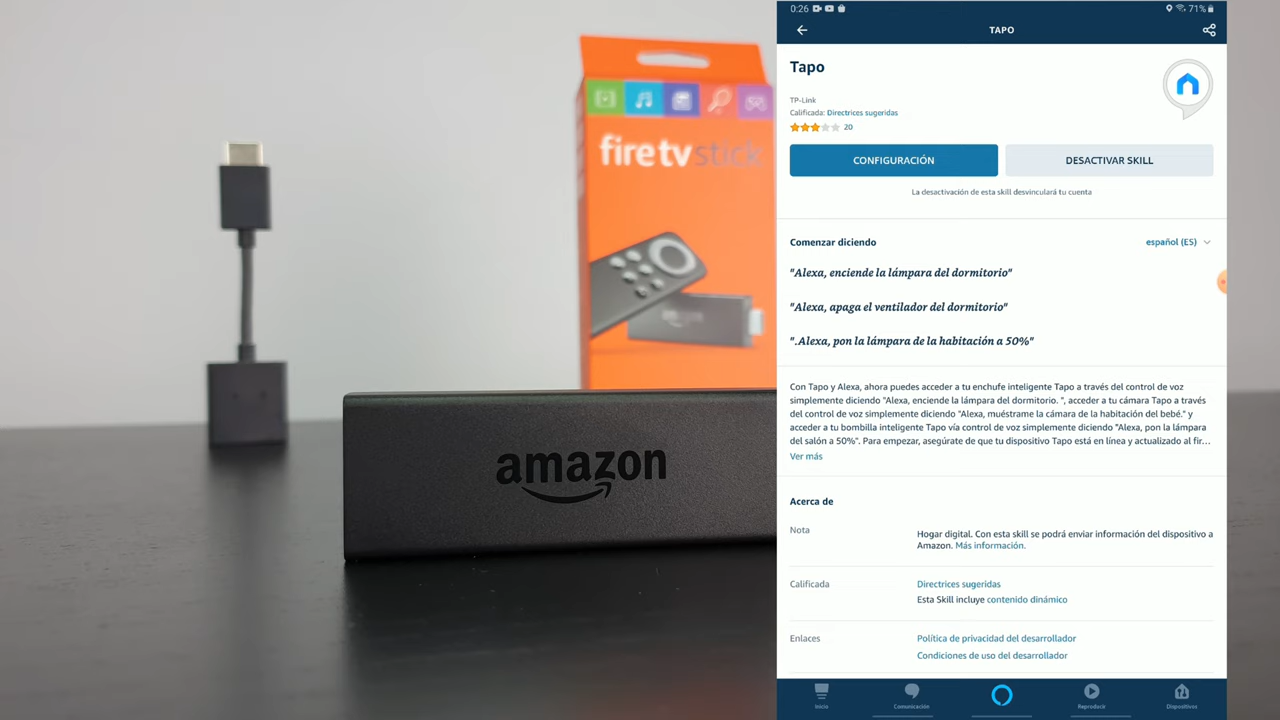 fire tv stick
amazon
0:26
71%
TAPO
Tapo
TP-Link
Calificada: Directrices sugeridas
20
CONFIGURACIÓN
DESACTIVAR SKILL
La desactivación de esta skill desvinculará tu cuenta
Comenzar diciendo
español (ES)
"Alexa, enciende la lámpara del dormitorio"
"Alexa, apaga el ventilador del dormitorio"
".Alexa, pon la lámpara de la habitación a 50%"
Con Tapo y Alexa, ahora puedes acceder a tu enchufe inteligente Tapo a través del control de voz
simplemente diciendo "Alexa, enciende la lámpara del dormitorio. ", acceder a tu cámara Tapo a través
del control de voz simplemente diciendo "Alexa, muéstrame la cámara de la habitación del bebé." y
acceder a tu bombilla inteligente Tapo vía control de voz simplemente diciendo "Alexa, pon la lámpara
del salón a 50%". Para empezar, asegúrate de que tu dispositivo Tapo está en línea y actualizado al fir...
Ver más
Acerca de
Nota
Hogar digital. Con esta skill se podrá enviar información del dispositivo a
Amazon. Más información.
Calificada
Directrices sugeridas
Esta Skill incluye contenido dinámico
Enlaces
Política de privacidad del desarrollador
Condiciones de uso del desarrollador
Inicio
Comunicación
Reproducir
Dispositivos